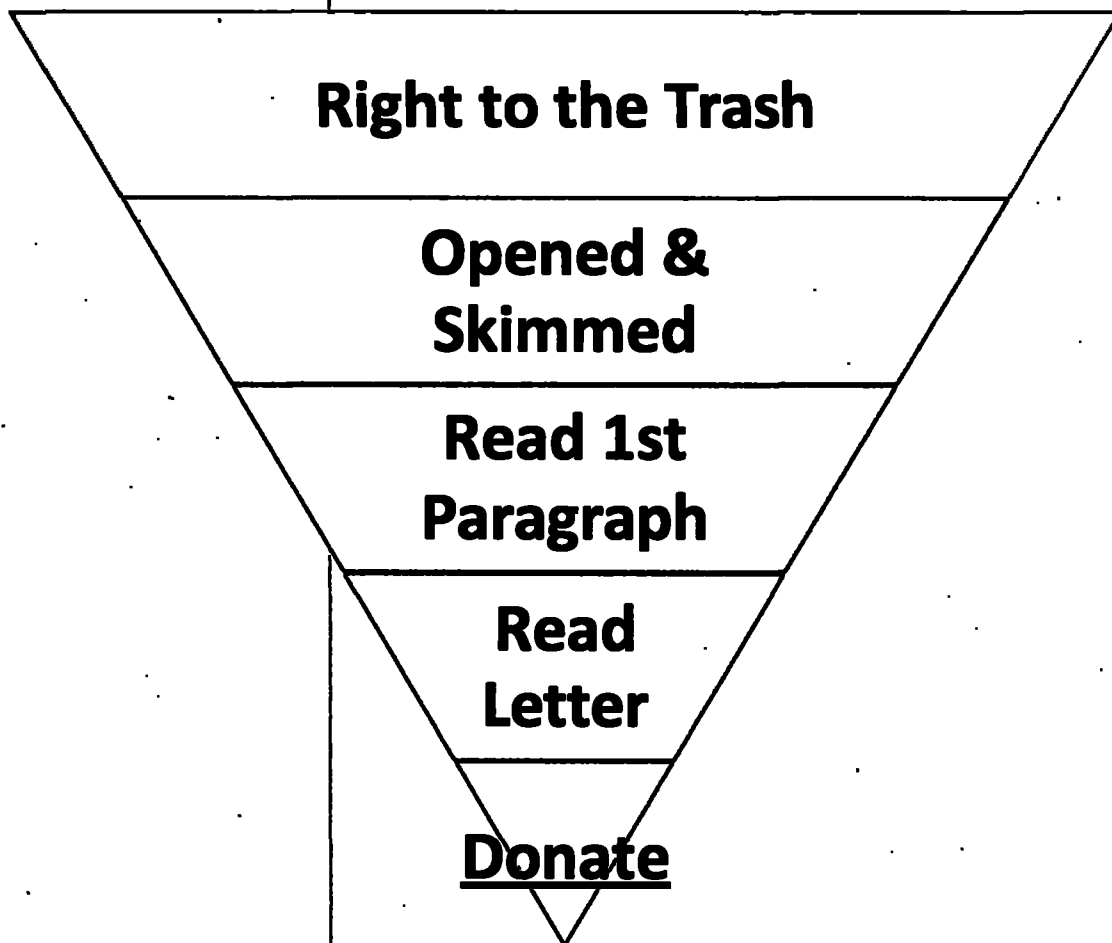 Right to the Trash
Opened &
Skimmed
Read 1st
Paragraph
Read
Letter
Donate